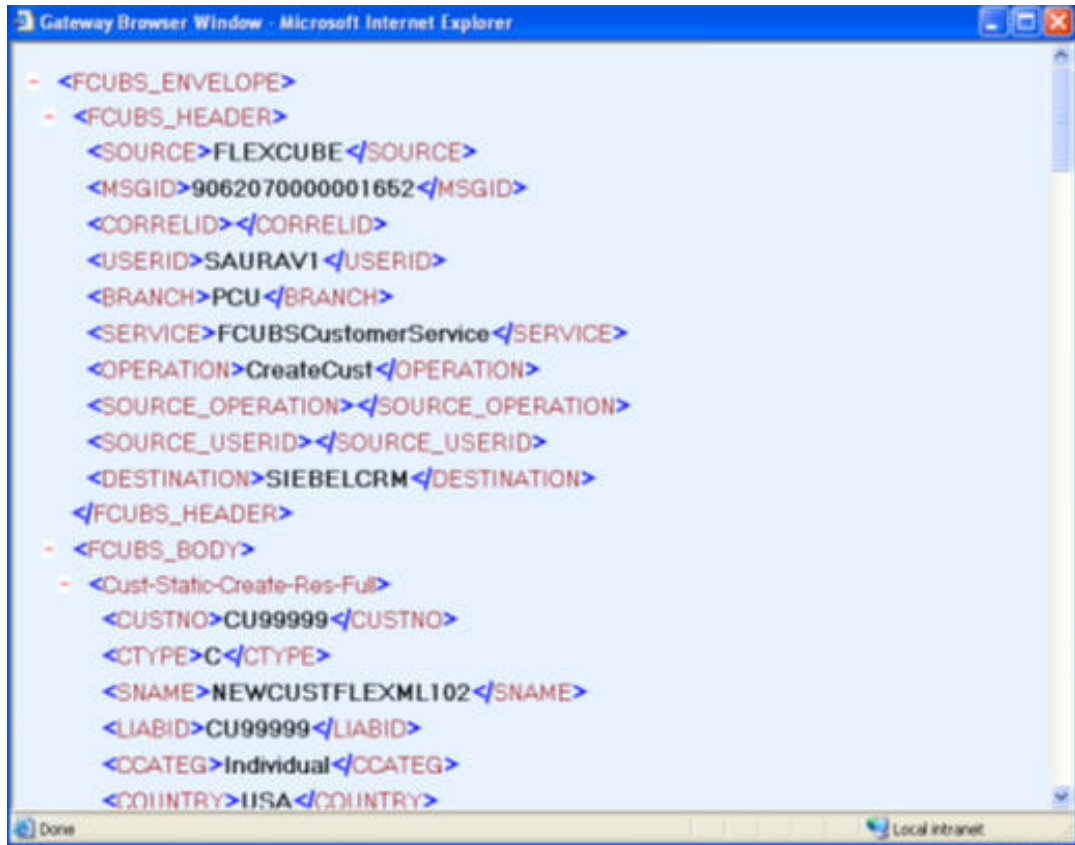 Gateway Browser Window - Microsoft Internet Explorer
- <FCUBS_ENVELOPE>
- <FCUBS_HEADER>
<SOURCE>FLEXCUBE</SOURCE>
<MSGID>9062070000001652</MSGID>
<CORRELID></CORRELID>
<USERID>SAURAV1</USERID>
<BRANCH>PCU</BRANCH>
<SERVICE>FCUBSCustomerService</SERVICE>
<OPERATION>CreateCust</OPERATION>
<SOURCE_OPERATION></SOURCE_OPERATION>
<SOURCE_USERID></SOURCE_USERID>
<DESTINATION>SIEBELCRM</DESTINATION>
</FCUBS_HEADER>
- <FCUBS_BODY>
- <Cust-Static-Create-Res-Full>
<CUSTNO>CU99999</CUSTNO>
<CTYPE>C</CTYPE>
<SNAME>NEWCUSTFLEXML102</SNAME>
<LIABID>CU99999</LIABID>
<CCATEG>Individual</CCATEG>
<COUNTRY>USA</COUNTRY>
Done Local intranet